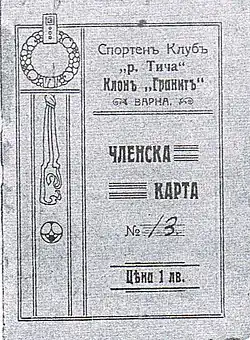 Спортенъ Клубъ
„р. Тича“
Клонъ „Гранитъ“
ВАРНА.
ЧЛЕНСКА
КАРТА
№ 13.
Цѣна 1 лв.